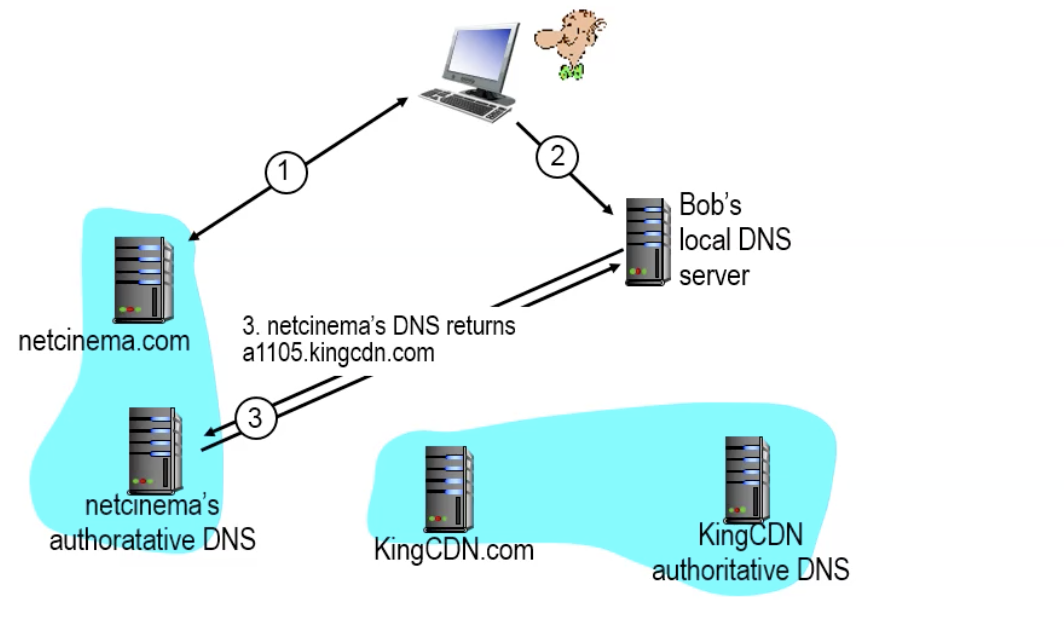 1
2
Bob's
local DNS
server
netcinema.com
3. netcinema's DNS returns
a1105.kingcdn.com
3
netcinema's
authoratative DNS
KingCDN.com
KingCDN
authoritative DNS